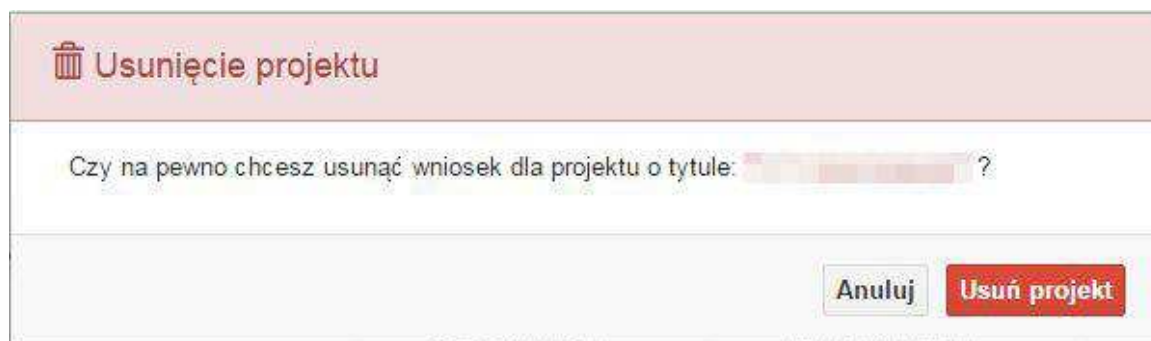 Usunięcie projektu
Czy na pewno chcesz usunąć wniosek dla projektu o tytule: ?
Anuluj Usuń projekt